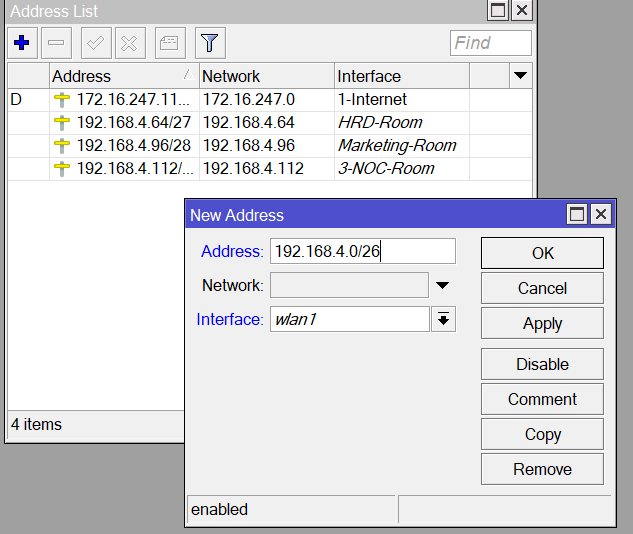 Address List
Find
Address Network Interface
D 172.16.247.11... 172.16.247.0 1-Internet
192.168.4.64/27 192.168.4.64 HRD-Room
192.168.4.96/28 192.168.4.96 Marketing-Room
192.168.4.112/... 192.168.4.112 3-NOC-Room
4 items
New Address
Address: 192.168.4.0/26 OK
Network: Cancel
Interface: wlan1 Apply
Disable
Comment
Copy
Remove
enabled